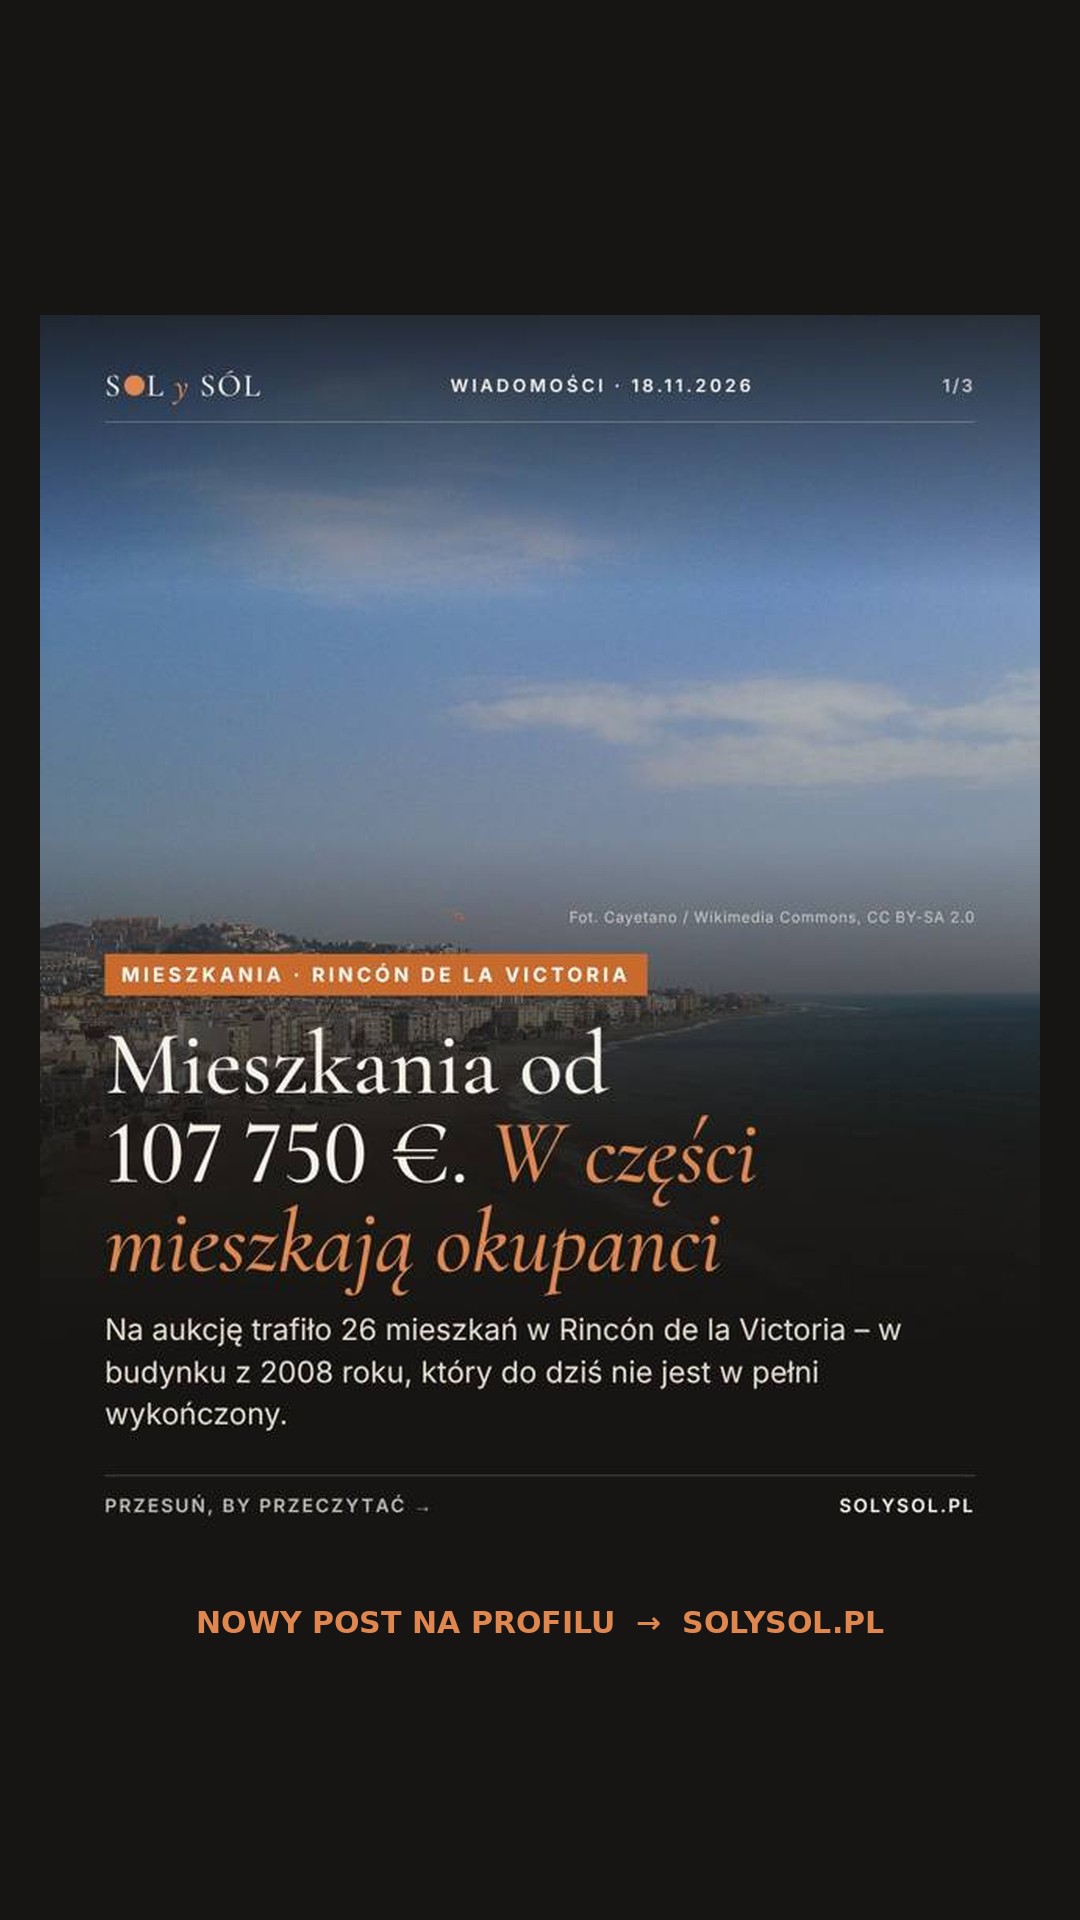 SOL y SÓL
WIADOMOŚCI · 18.11.2026
1/3
Fot. Cayetano / Wikimedia Commons, CC BY-SA 2.0
MIESZKANIA · RINCÓN DE LA VICTORIA
Mieszkania od
107 750 €. W części
mieszkają okupanci
Na aukcję trafiło 26 mieszkań w Rincón de la Victoria – w
budynku z 2008 roku, który do dziś nie jest w pełni
wykończony.
PRZESUŃ, BY PRZECZYTAĆ →
SOLYSOL.PL
NOWY POST NA PROFILU → SOLYSOL.PL